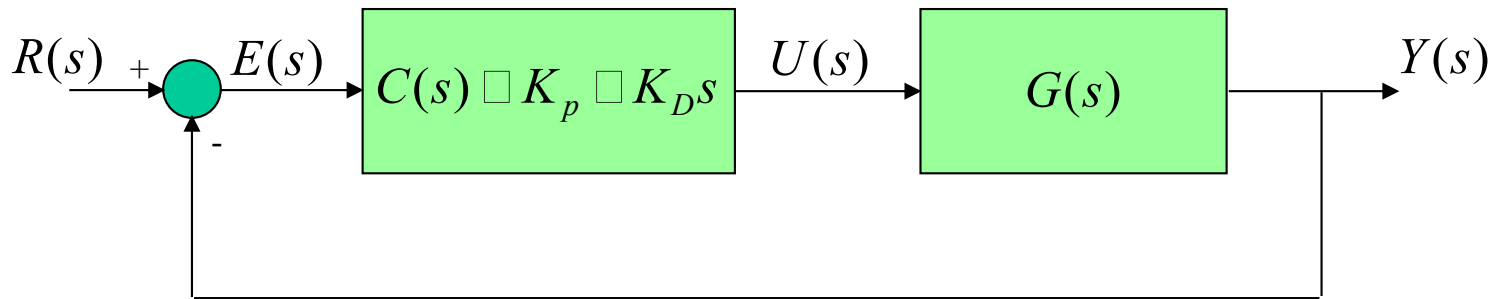 R(s)
+
E(s)
C(s) □ K_p □ K_D s
U(s)
G(s)
Y(s)
-